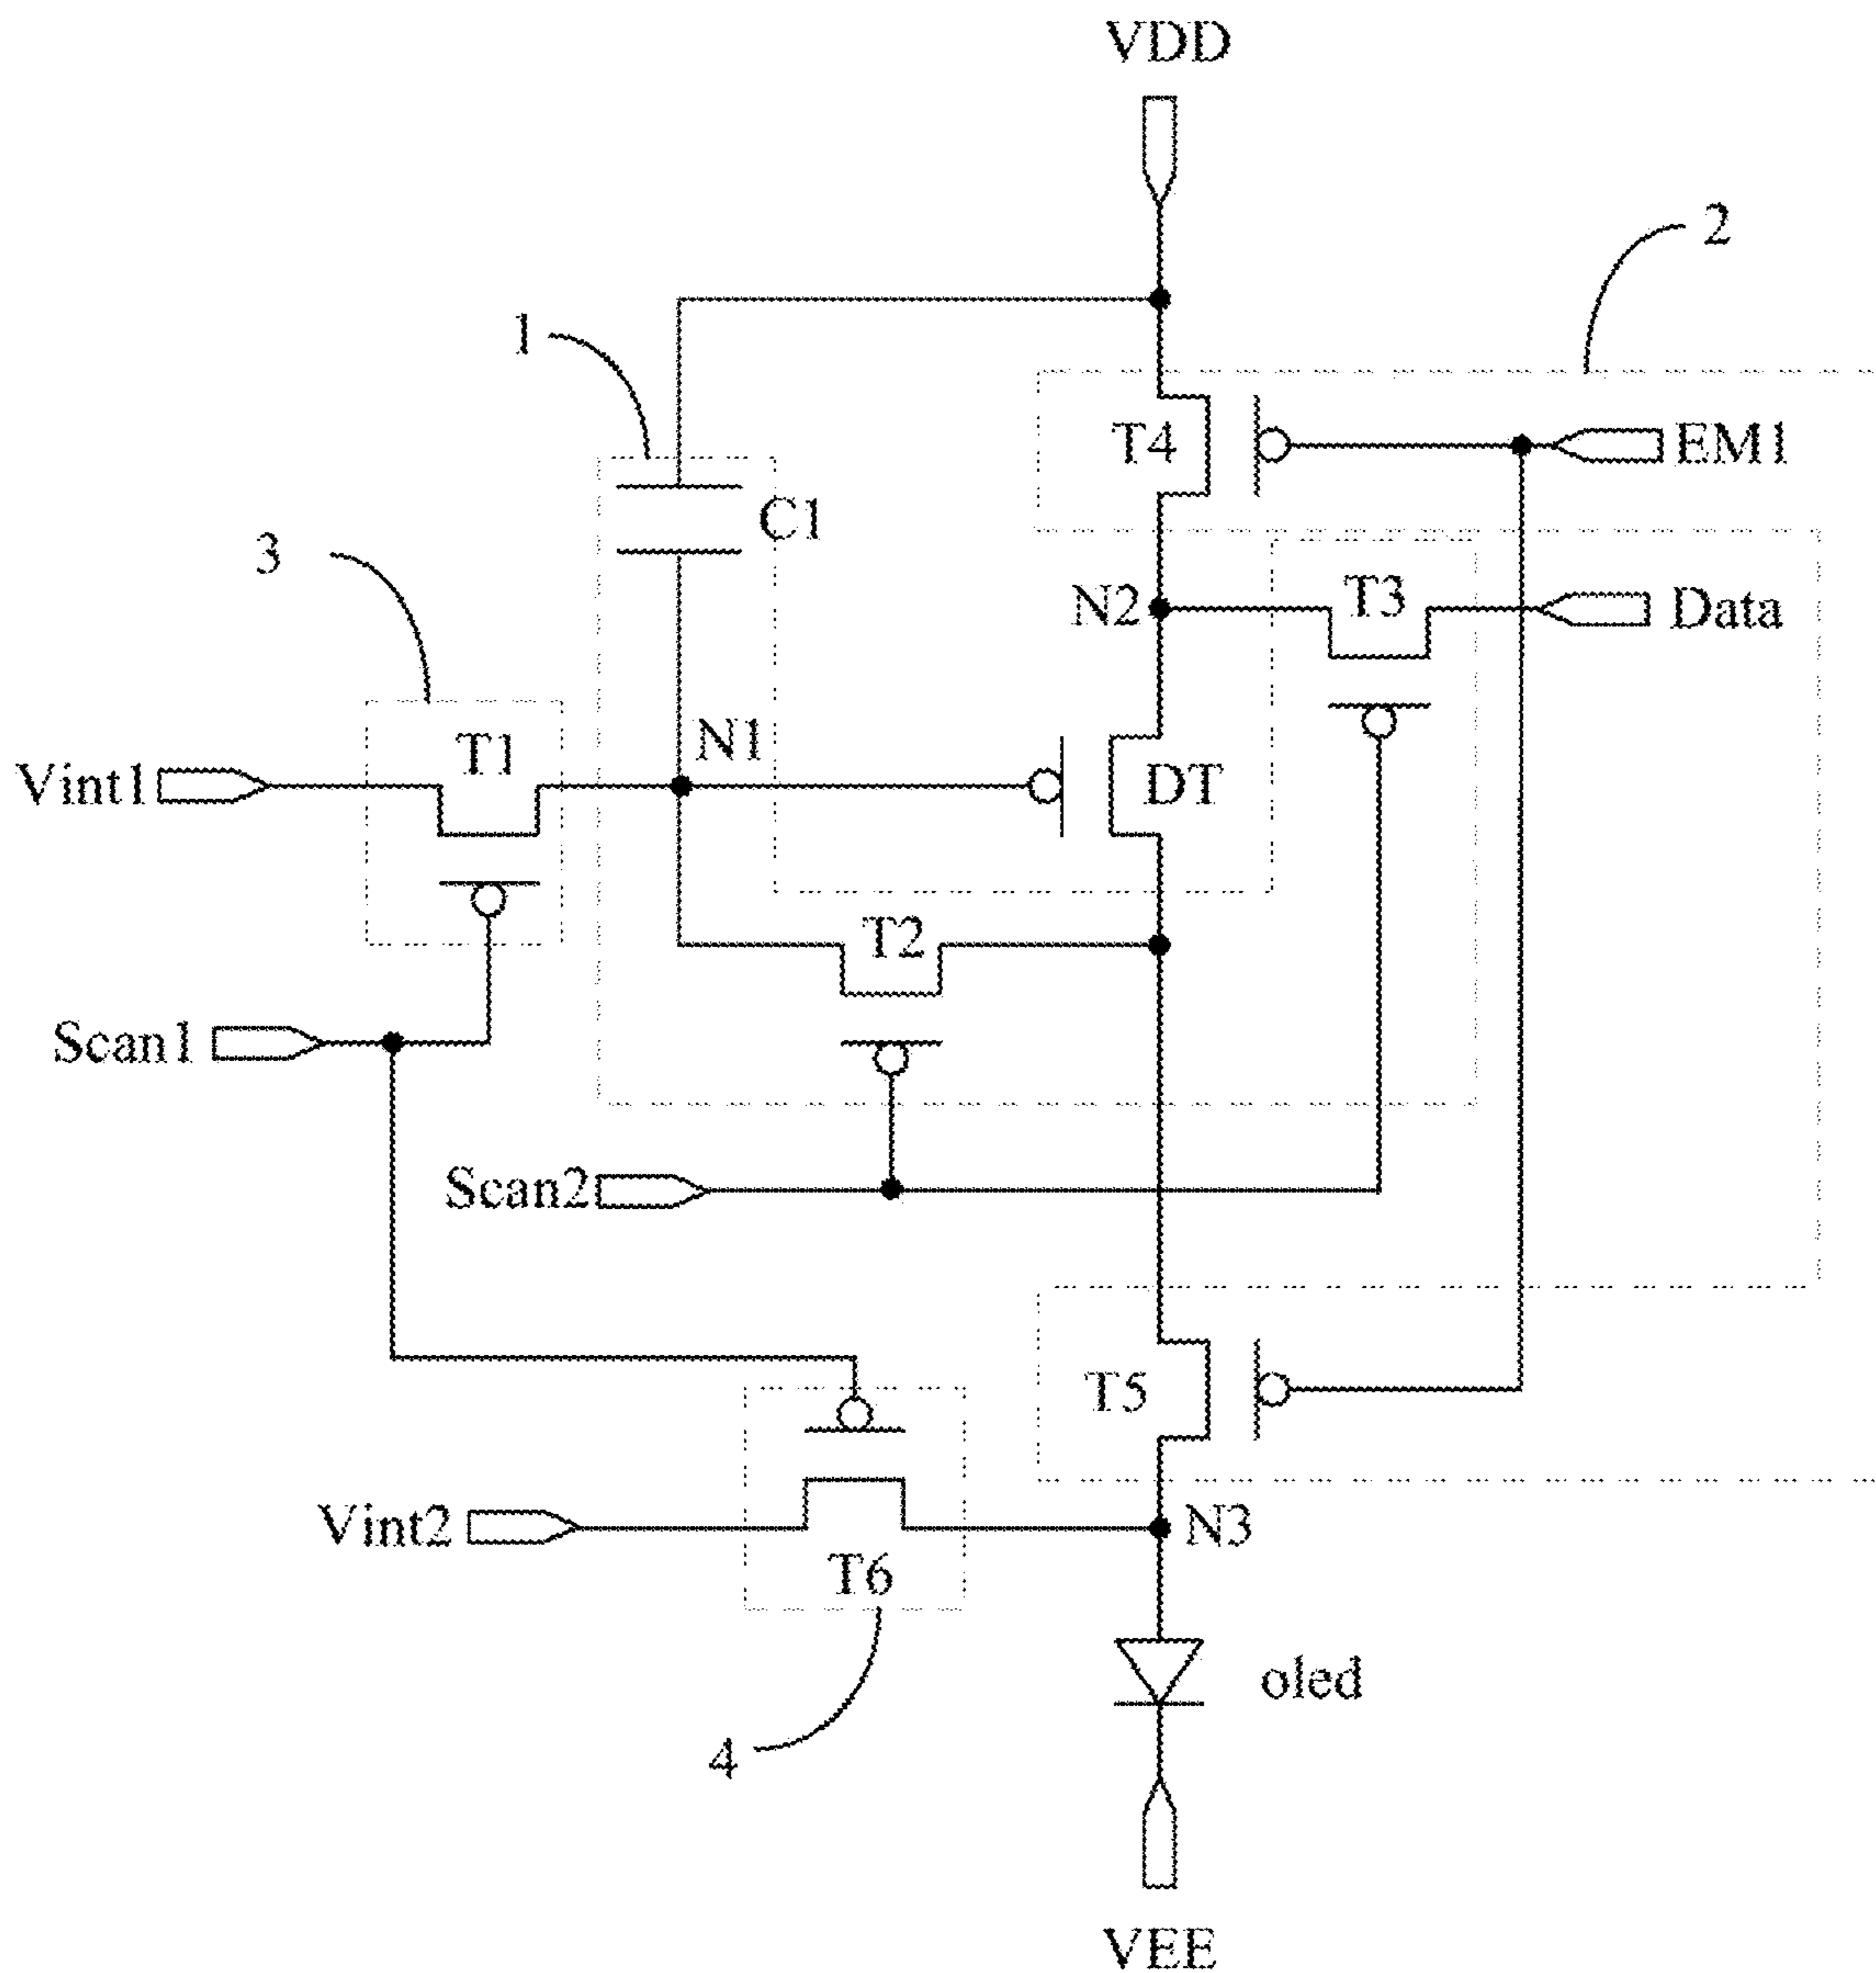 VDD
2
1
T4
EM1
C1
3
N2
T3
Data
N1
T1
Vint1
DT
T2
Scan1
Scan2
T5
Vint2
N3
T6
oled
4
VEE